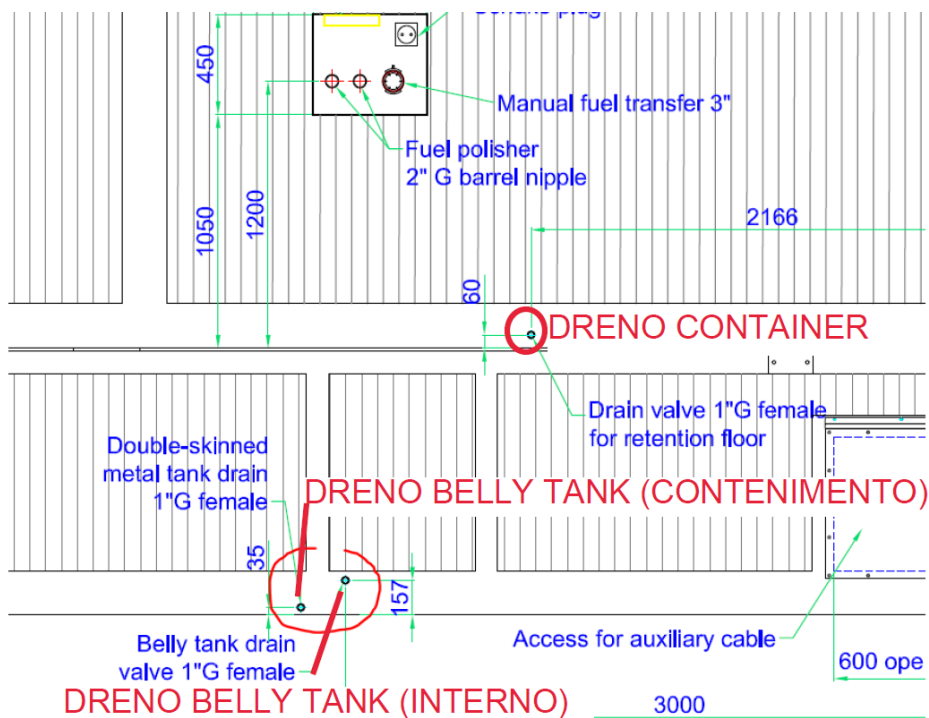 450
Manual fuel transfer 3"
Fuel polisher
2" G barrel nipple
1050
1200
2166
60
DRENO CONTAINER
Drain valve 1"G female
for retention floor
Double-skinned
metal tank drain
1"G female
DRENO BELLY TANK (CONTENIMENTO)
35
157
Belly tank drain
valve 1"G female
Access for auxiliary cable
600 ope
DRENO BELLY TANK (INTERNO)
3000